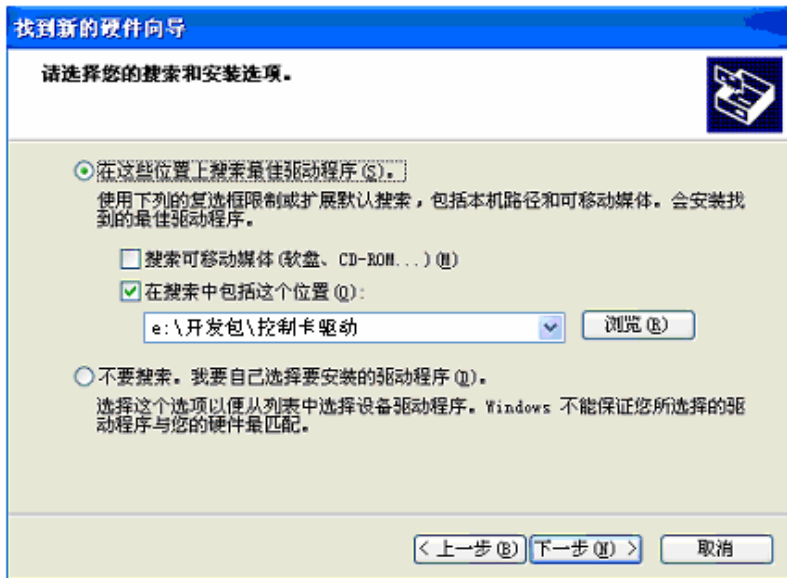 找到新的硬件向导
请选择您的搜索和安装选项。
在这些位置上搜索最佳驱动程序(S)。
使用下列的复选框限制或扩展默认搜索，包括本机路径和可移动媒体。会安装找
到的最佳驱动程序。
搜索可移动媒体(软盘、CD-ROM...)(M)
在搜索中包括这个位置(O):
e:\开发包\控制卡驱动
浏览(R)
不要搜索。我要自己选择要安装的驱动程序(D)。
选择这个选项以便从列表中选择设备驱动程序。Windows 不能保证您所选择的驱
动程序与您的硬件最匹配。
< 上一步(B) 下一步(N) > 取消